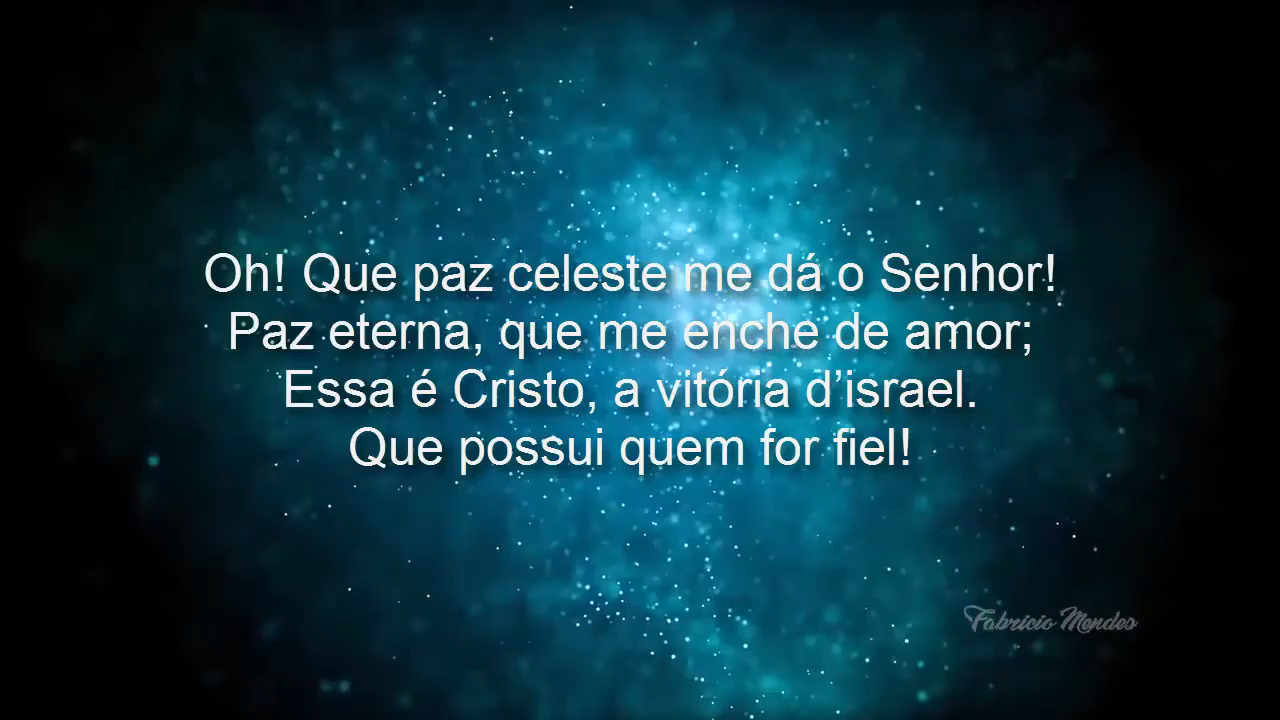 Oh! Que paz celeste me dá o Senhor!
Paz eterna, que me enche de amor;
Essa é Cristo, a vitória d’israel.
Que possui quem for fiel!
Fabricio Mendes